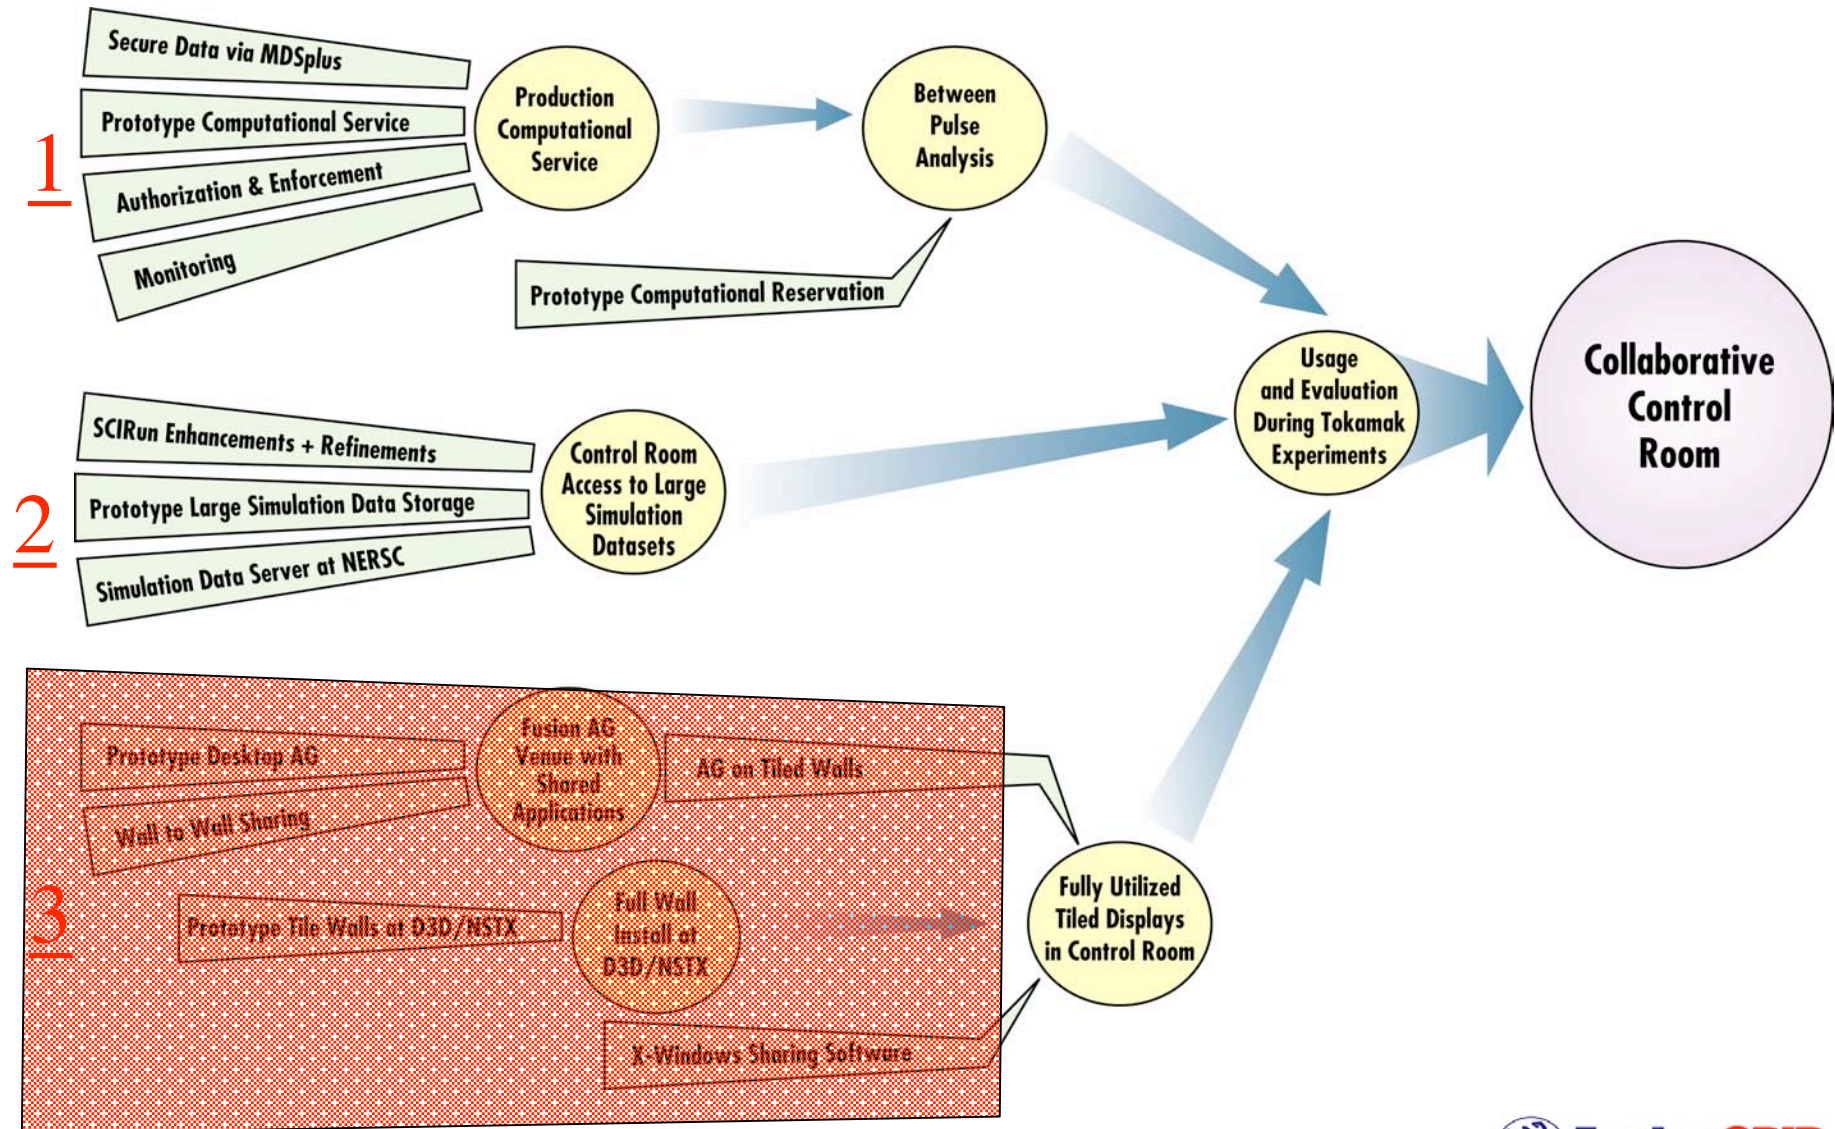 Secure Data via MDSplus
Prototype Computational Service
Authorization & Enforcement
Monitoring
1
Production
Computational
Service
Between
Pulse
Analysis
Prototype Computational Reservation
SCIRun Enhancements + Refinements
Prototype Large Simulation Data Storage
Simulation Data Server at NERSC
2
Control Room
Access to Large
Simulation
Datasets
Usage
and Evaluation
During Tokamak
Experiments
Collaborative
Control
Room
Prototype Desktop AG
Wall to Wall Sharing
Fusion AG
Venue with
Shared
Applications
AG on Tiled Walls
3
Prototype Tile Walls at D3D/NSTX
Full Wall
Install at
D3D/NSTX
X-Windows Sharing Software
Fully Utilized
Tiled Displays
in Control Room